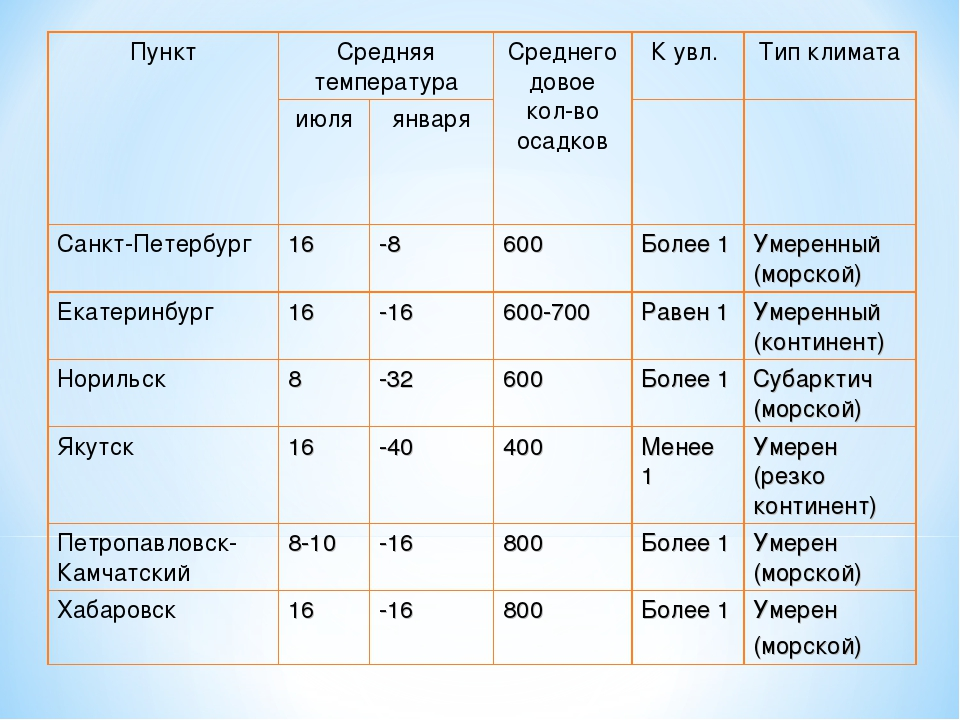 Пункт
Средняя
температура
Среднего
довое
кол-во
осадков
К увл.
Тип климата
июля
января
Санкт-Петербург 16 -8 600 Более 1 Умеренный
(морской)
Екатеринбург 16 -16 600-700 Равен 1 Умеренный
(континент)
Норильск 8 -32 600 Более 1 Субарктич
(морской)
Якутск 16 -40 400 Менее Умерен
1 (резко
континент)
Петропавловск- 8-10 -16 800 Более 1 Умерен
Камчатский (морской)
Хабаровск 16 -16 800 Более 1 Умерен
(морской)